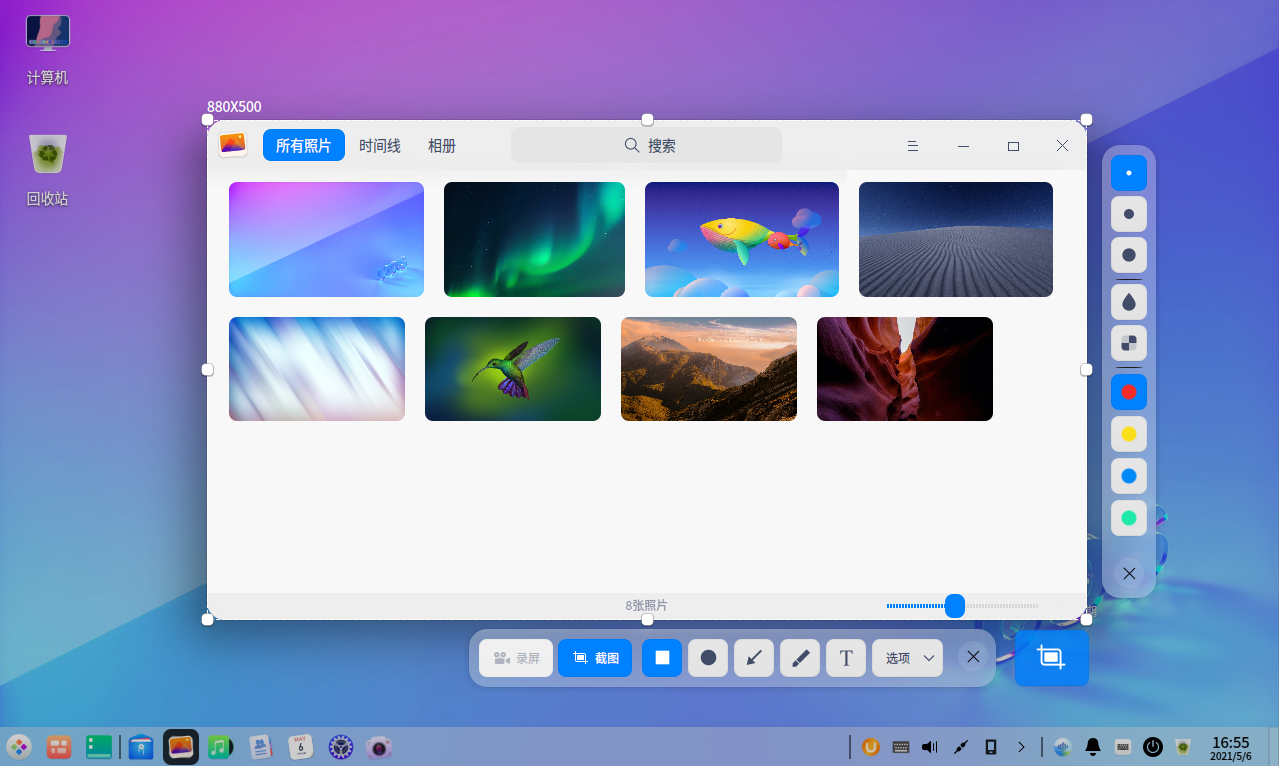 计算机
回收站
880X500
所有照片
时间线
相册
搜索
8张照片
录屏
截图
T
选项
MAY
6
U
16:55
2021/5/6